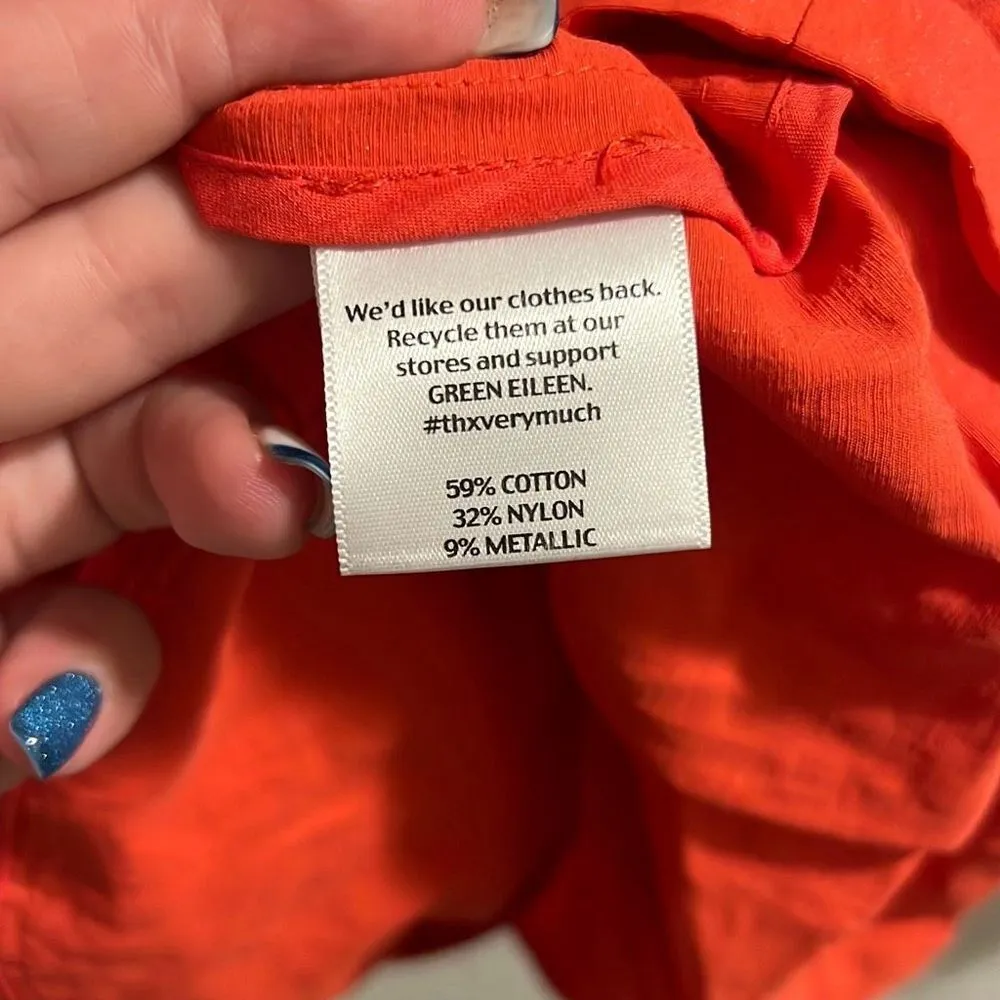 We'd like our clothes back.
Recycle them at our
stores and support
GREEN EILEEN.
#thxverymuch
59% COTTON
32% NYLON
9% METALLIC